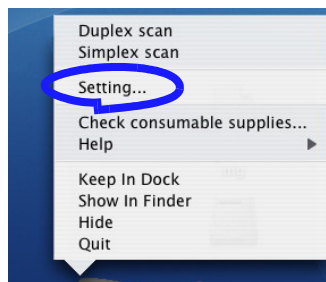 Duplex scan
Simplex scan
Setting...
Check consumable supplies...
Help
Keep In Dock
Show In Finder
Hide
Quit